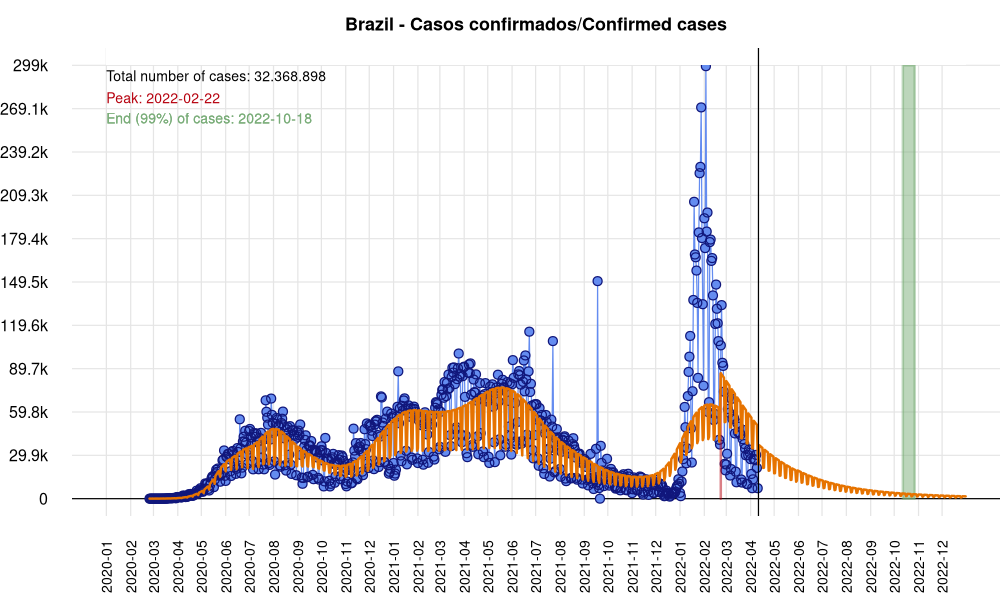 Brazil - Casos confirmados/Confirmed cases
299k
Total number of cases: 32.368.898
Peak: 2022-02-22
269.1k
End (99%) of cases: 2022-10-18
239.2k
209.3k
179.4k
149.5k
119.6k
89.7k
59.8k
29.9k
0
2020-01
2020-02
2020-03
2020-04
2020-05
2020-06
2020-07
2020-08
2020-09
2020-10
2020-11
2020-12
2021-01
2021-02
2021-03
2021-04
2021-05
2021-06
2021-07
2021-08
2021-09
2021-10
2021-11
2021-12
2022-01
2022-02
2022-03
2022-04
2022-05
2022-06
2022-07
2022-08
2022-09
2022-10
2022-11
2022-12